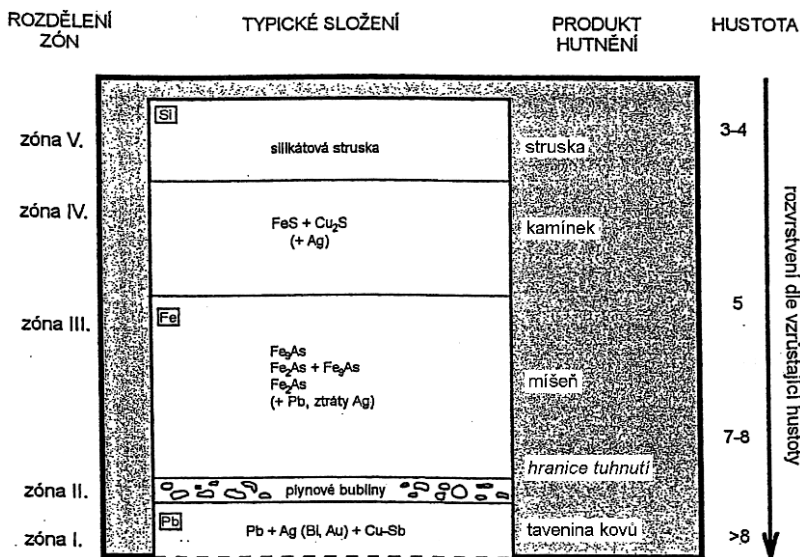 ROZDĚLENÍ
ZÓN
TYPICKÉ SLOŽENÍ
PRODUKT
HUTNĚNÍ
HUSTOTA
zóna V.
Si
silikátová struska
struska
3-4
zóna IV.
FeS + Cu₂S
(+ Ag)
kamínek
zóna III.
Fe
5
Fe₃As
Fe₂As + Fe₃As
Fe₂As
(+ Pb, ztráty Ag)
míšeň
7-8
hranice tuhnutí
zóna II.
plynové bubliny
zóna I.
Pb
Pb + Ag (Bi, Au) + Cu-Sb
tavenina kovů
>8
rozvrstvení dle vzrůstající hustoty